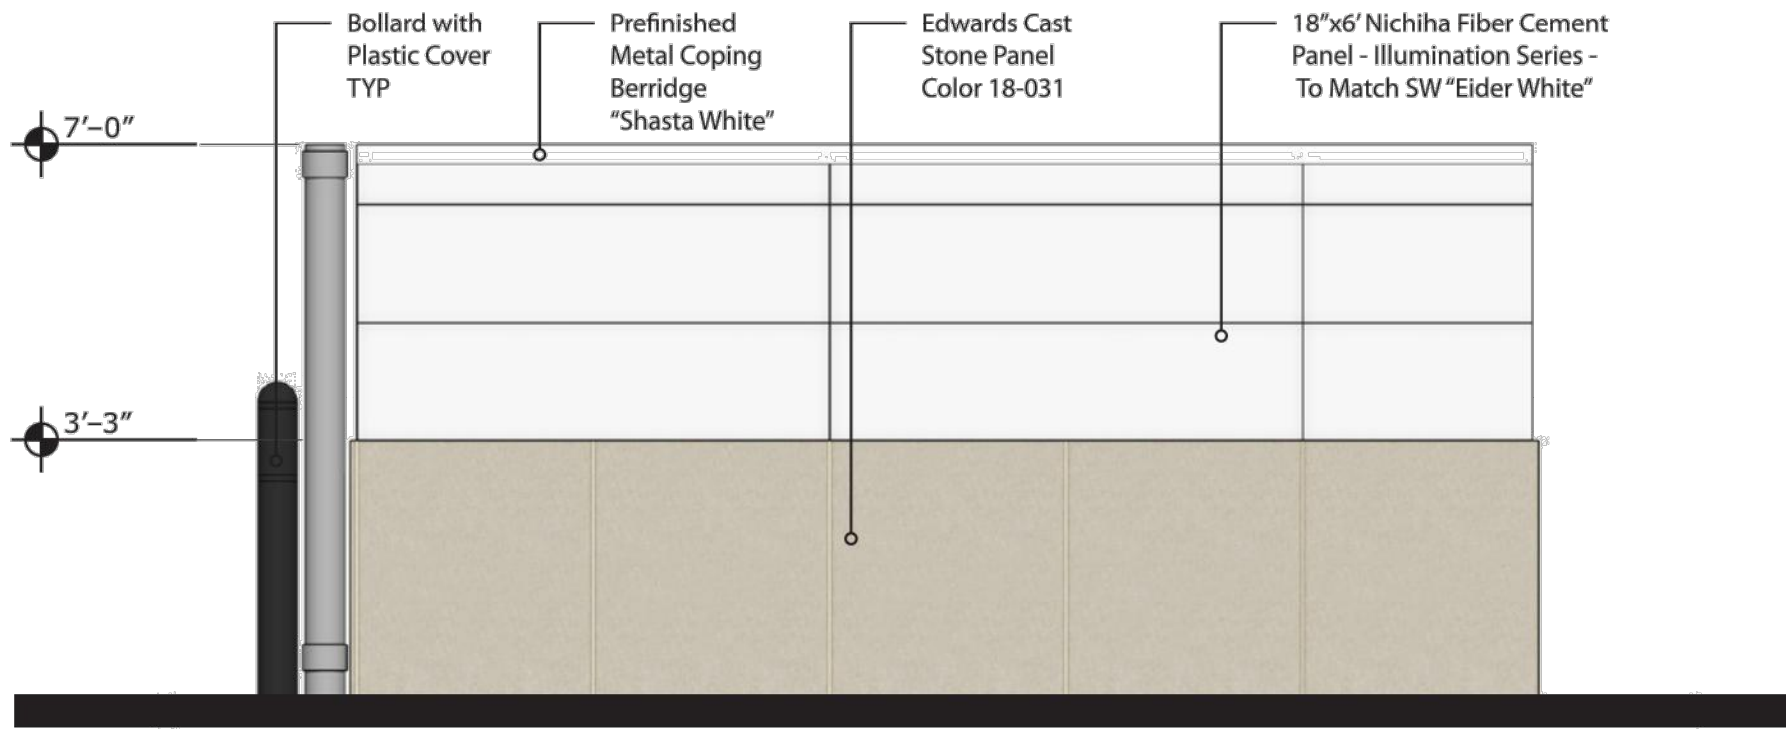 Bollard with
Plastic Cover
TYP
Prefinished
Metal Coping
Berridge
“Shasta White”
Edwards Cast
Stone Panel
Color 18-031
18”x6’ Nichiha Fiber Cement
Panel - Illumination Series -
To Match SW “Eider White”
7’–0”
3’–3”